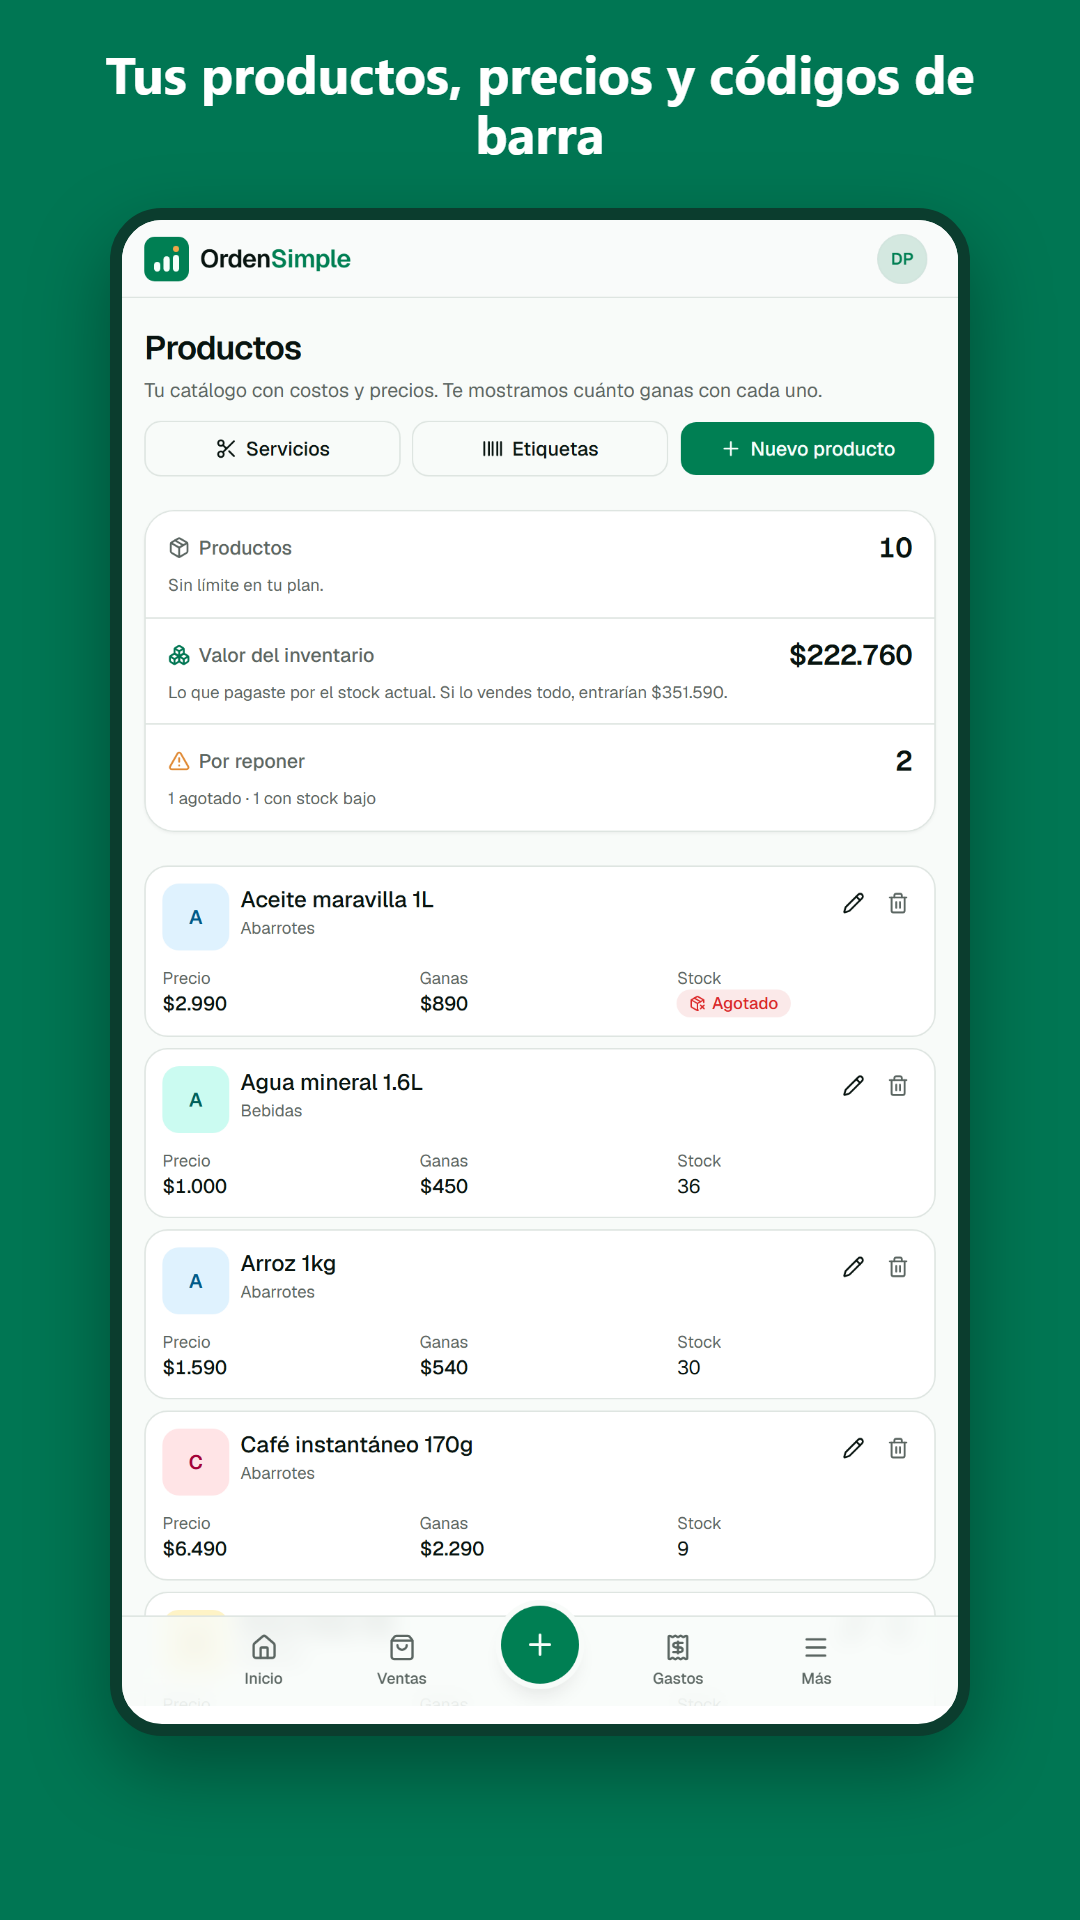 Tus productos, precios y códigos de
barra
OrdenSimple
DP
Productos
Tu catálogo con costos y precios. Te mostramos cuánto ganas con cada uno.
Servicios
Etiquetas
+ Nuevo producto
Productos
10
Sin límite en tu plan.
Valor del inventario
$222.760
Lo que pagaste por el stock actual. Si lo vendes todo, entrarían $351.590.
Por reponer
2
1 agotado · 1 con stock bajo
A
Aceite maravilla 1L
Abarrotes
Precio
Ganas
Stock
$2.990
$890
Agotado
A
Agua mineral 1.6L
Bebidas
Precio
Ganas
Stock
$1.000
$450
36
A
Arroz 1kg
Abarrotes
Precio
Ganas
Stock
$1.590
$540
30
C
Café instantáneo 170g
Abarrotes
Precio
Ganas
Stock
$6.490
$2.290
9
Inicio
Ventas
+
Gastos
Más
Precio
Ganas
Stock